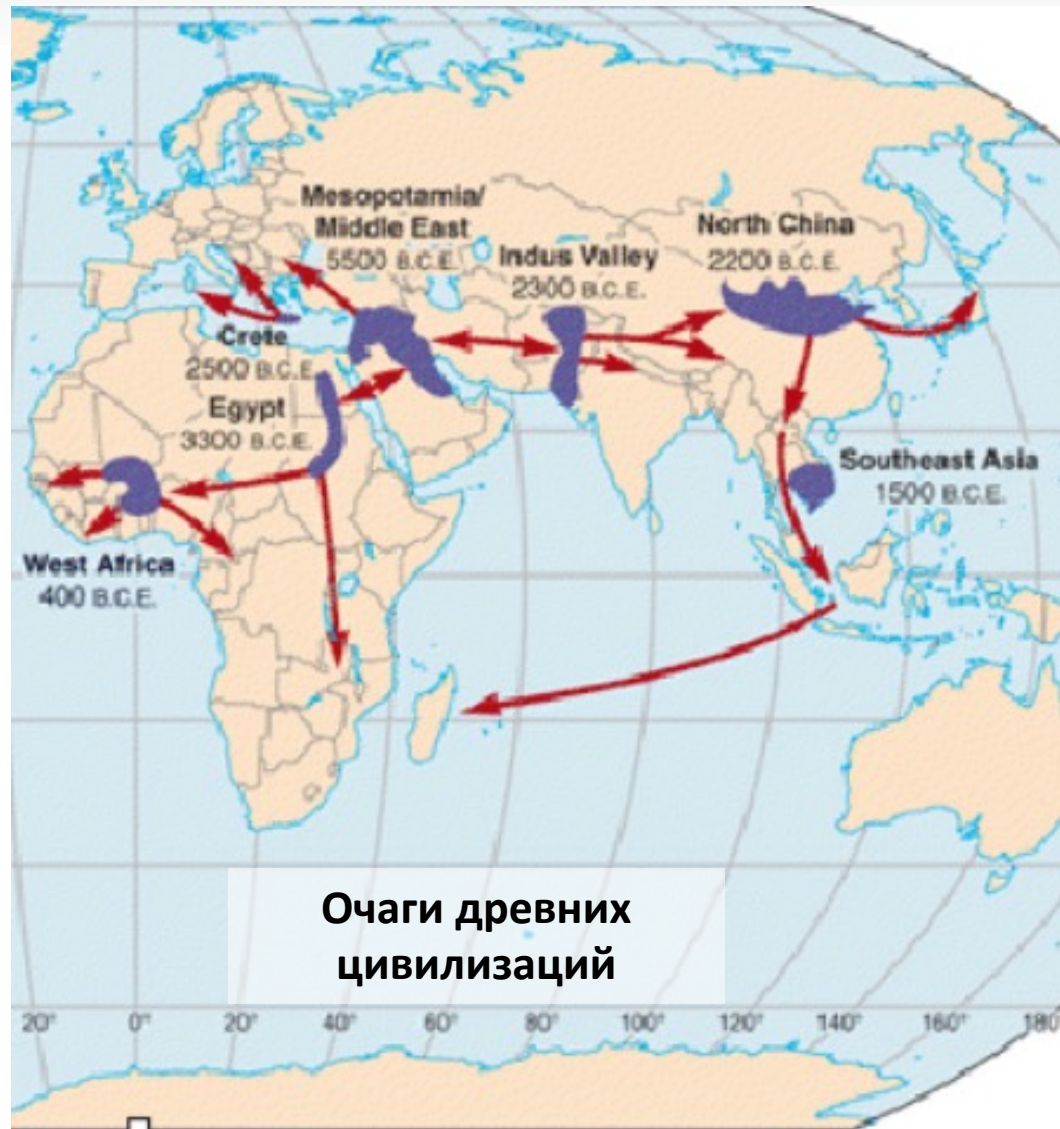 Mesopotamia/
Middle East
5500 B.C.E.
Indus Valley
2300 B.C.E.
North China
2200 B.C.E.
Crete
2500 B.C.E.
Egypt
3300 B.C.E.
Southeast Asia
1500 B.C.E.
West Africa
400 B.C.E.
Очаги древних
цивилизаций
20° 0° 20° 40° 60° 80° 100° 120° 140° 160° 180°